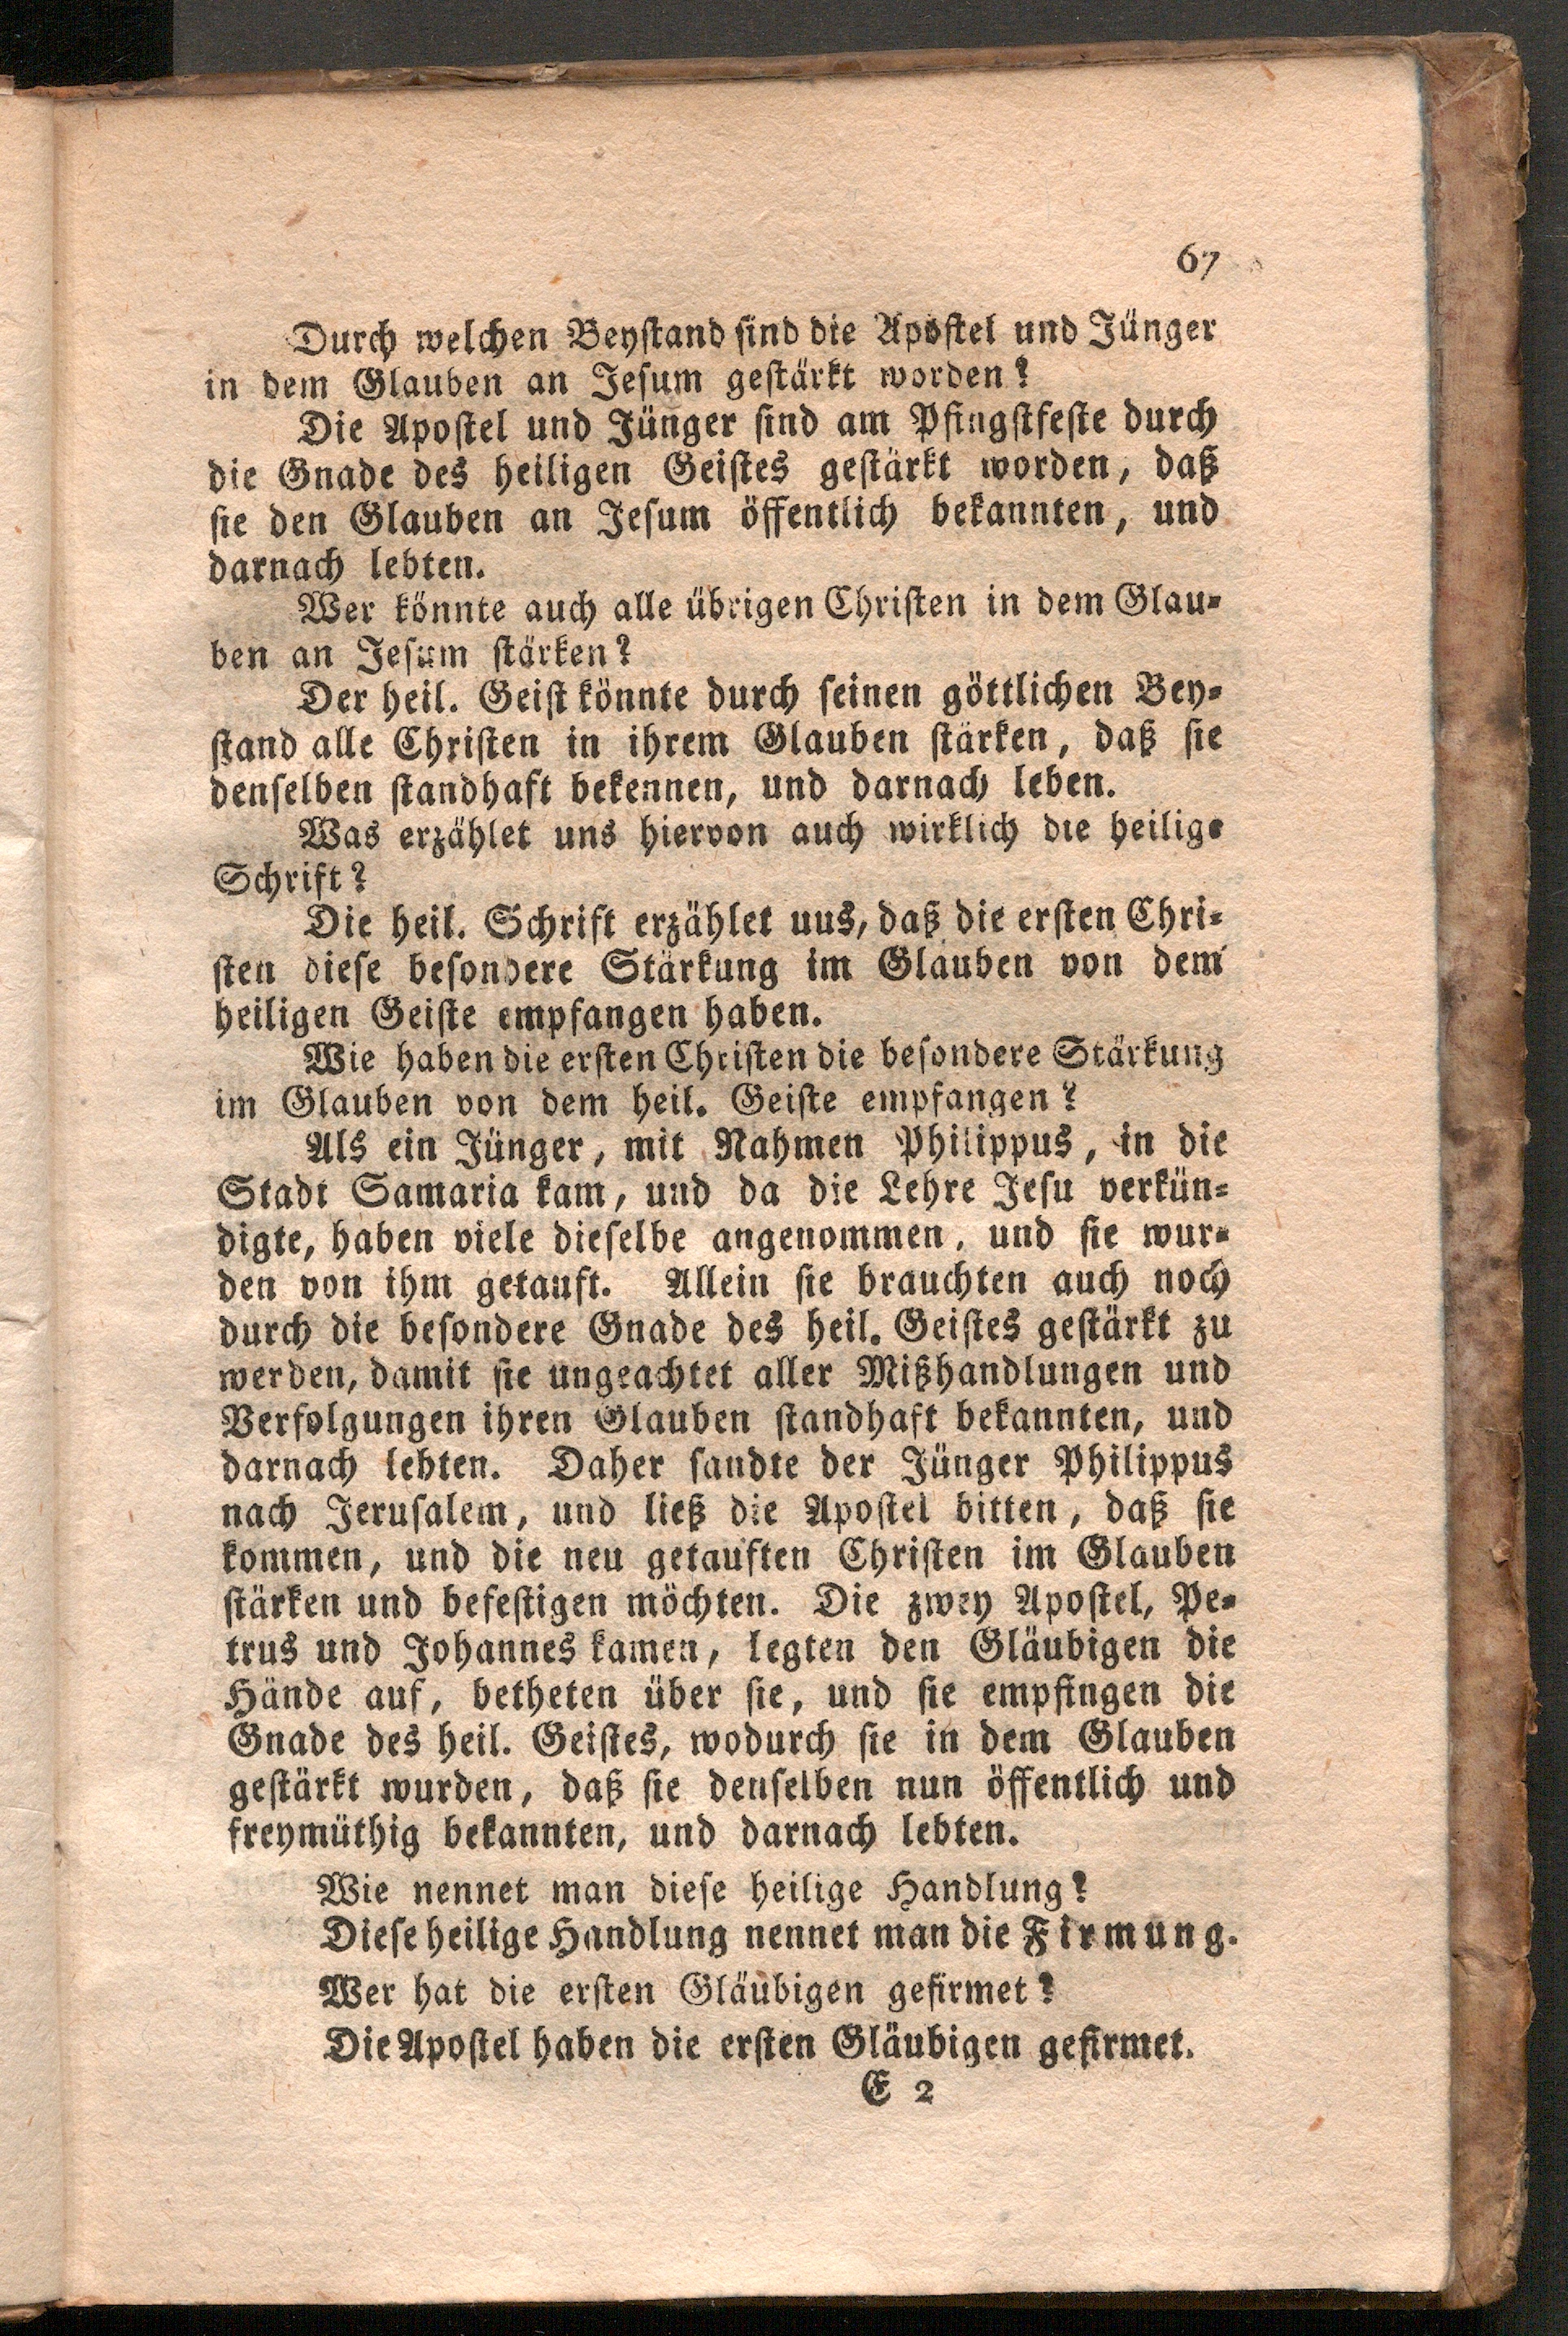 67
Durch welchen Beystand sind die Apostel und Jünger
in dem Glauben an Jesum gestärkt worden?
Die Apostel und Jünger sind am Pfingstfeste durch
die Gnade des heiligen Geistes gestärkt worden, daß
sie den Glauben an Jesum öffentlich bekannten, und
darnach lebten.
Wer könnte auch alle übrigen Christen in dem Glau-
ben an Jesum stärken?
Der heil. Geist könnte durch seinen göttlichen Bey-
stand alle Christen in ihrem Glauben stärken, daß sie
denselben standhaft bekennen, und darnach leben.
Was erzählet uns hiervon auch wirklich die heilige
Schrift?
Die heil. Schrift erzählet uus, daß die ersten Chri-
sten diese besondere Stärkung im Glauben von dem
heiligen Geiste empfangen haben.
Wie haben die ersten Christen die besondere Stärkung
im Glauben von dem heil. Geiste empfangen?
Als ein Jünger, mit Nahmen Philippus, in die
Stadt Samaria kam, und da die Lehre Jesu verkün-
digte, haben viele dieselbe angenommen, und sie wur-
den von ihm getauft. Allein sie brauchten auch noch
durch die besondere Gnade des heil. Geistes gestärkt zu
werden, damit sie ungeachtet aller Mißhandlungen und
Verfolgungen ihren Glauben standhaft bekannten, und
darnach lebten. Daher sandte der Jünger Philippus
nach Jerusalem, und ließ die Apostel bitten, daß sie
kommen, und die neu getauften Christen im Glauben
stärken und befestigen möchten. Die zwey Apostel, Pe-
trus und Johannes kamen, legten den Gläubigen die
Hände auf, betheten über sie, und sie empfingen die
Gnade des heil. Geistes, wodurch sie in dem Glauben
gestärkt wurden, daß sie denselben nun öffentlich und
freymüthig bekannten, und darnach lebten.
Wie nennet man diese heilige Handlung?
Diese heilige Handlung nennet man die Firmung.
Wer hat die ersten Gläubigen gefirmet?
Die Apostel haben die ersten Gläubigen gefirmet.
E 2